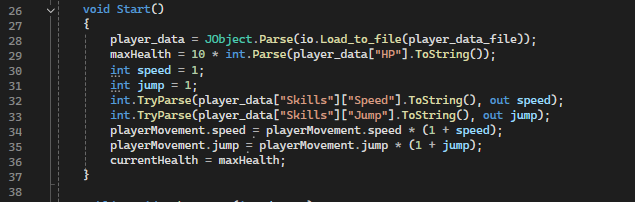 26 void Start()
27 {
28 player_data = JObject.Parse(io.Load_to_file(player_data_file));
29 maxHealth = 10 * int.Parse(player_data["HP"].ToString());
30 int speed = 1;
31 int jump = 1;
32 int.TryParse(player_data["Skills"]["Speed"].ToString(), out speed);
33 int.TryParse(player_data["Skills"]["Jump"].ToString(), out jump);
34 playerMovement.speed = playerMovement.speed * (1 + speed);
35 playerMovement.jump = playerMovement.jump * (1 + jump);
36 currentHealth = maxHealth;
37 }
38